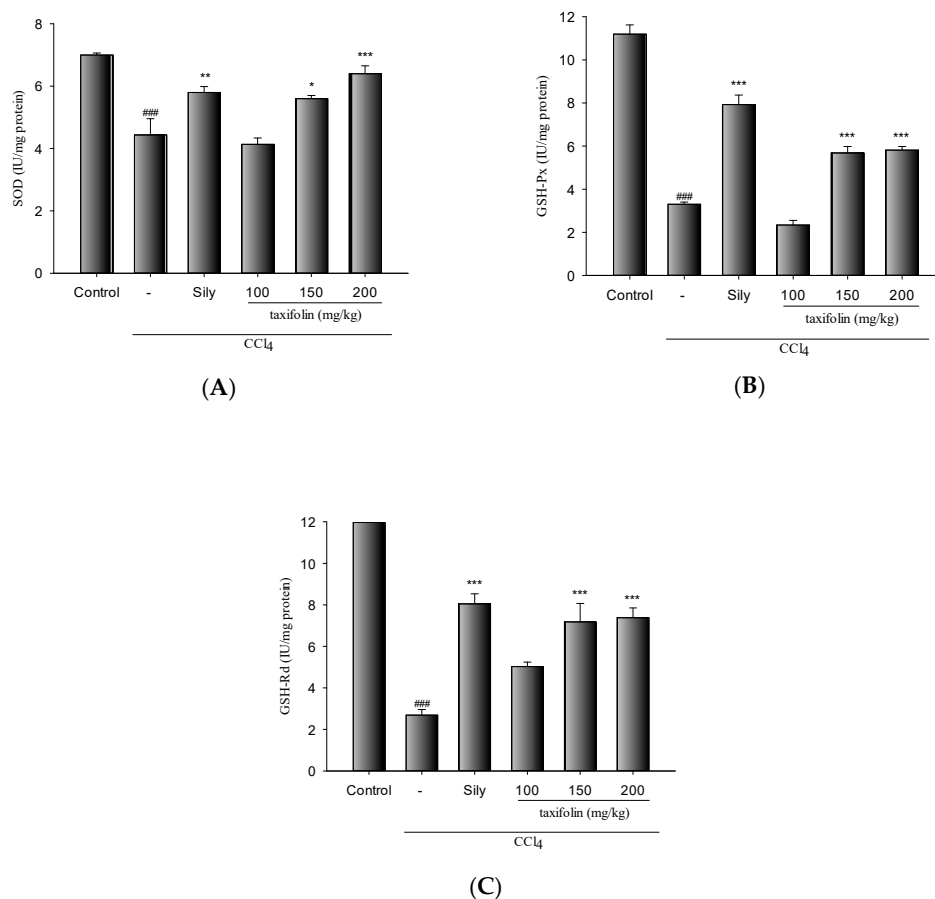 8
6
4
2
0
SOD (IU/mg protein)
###
**
*
***
Control - Sily 100 150 200
taxifolin (mg/kg)
CCl4
(A)
12
10
8
6
4
2
0
GSH-Px (IU/mg protein)
###
***
***
***
Control - Sily 100 150 200
taxifolin (mg/kg)
CCl4
(B)
12
10
8
6
4
2
0
GSH-Rd (IU/mg protein)
###
***
***
***
Control - Sily 100 150 200
taxifolin (mg/kg)
CCl4
(C)